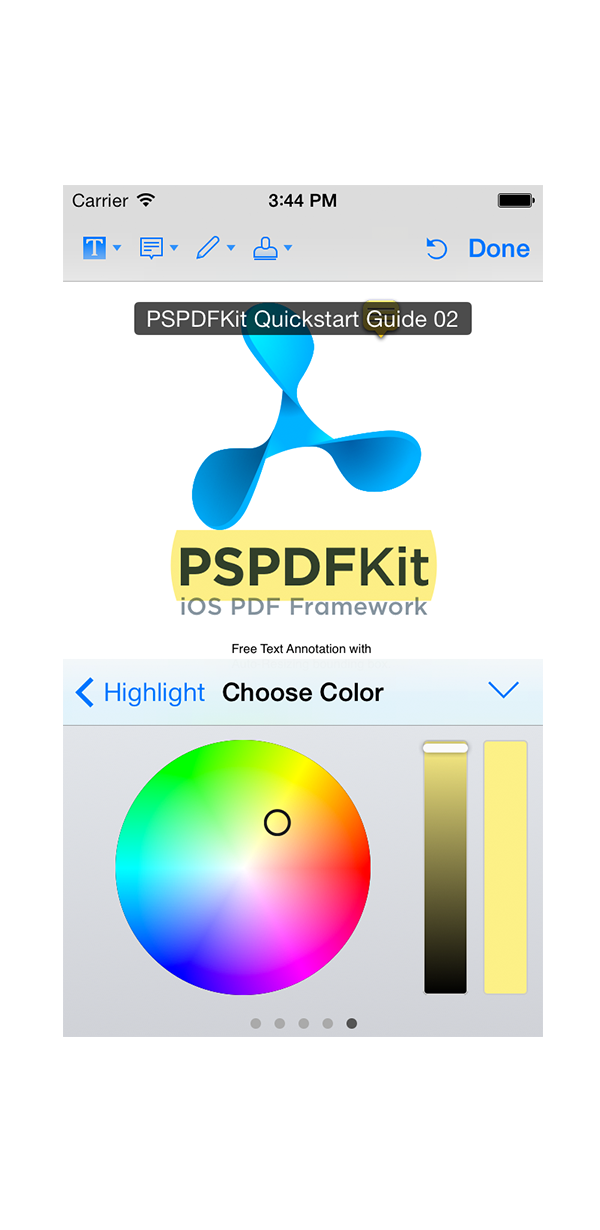 Carrier 3:44 PM
T Done
PSPDFKit Quickstart Guide 02
PSPDFKit
iOS PDF Framework
Free Text Annotation with
Highlight Choose Color